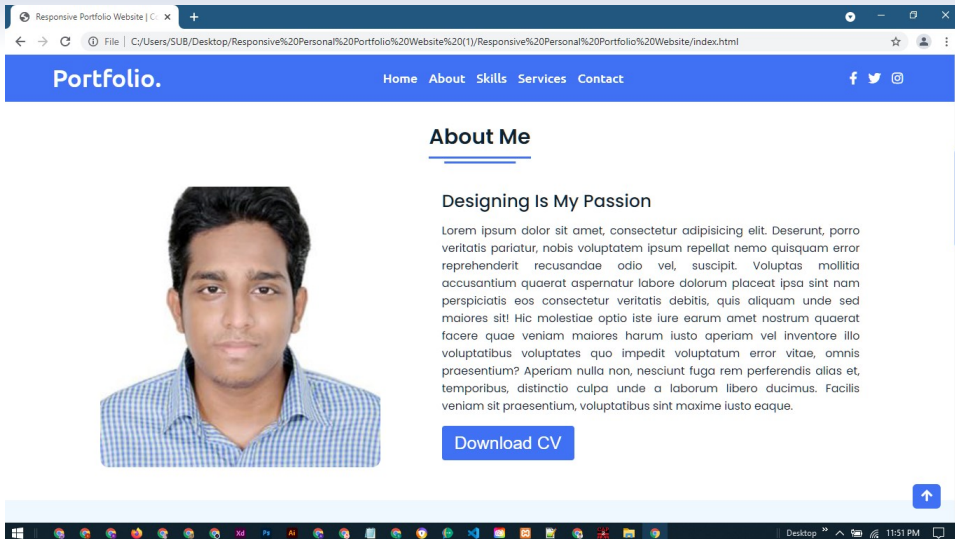 Responsive Portfolio Website | C
File | C:/Users/SUB/Desktop/Responsive%20Personal%20Portfolio%20Website%20(1)/Responsive%20Personal%20Portfolio%20Website/index.html
Portfolio. Home About Skills Services Contact
About Me
Designing Is My Passion
Lorem ipsum dolor sit amet, consectetur adipisicing elit. Deserunt, porro
veritatis pariatur, nobis voluptatem ipsum repellat nemo quisquam error
reprehenderit recusandae odio vel, suscipit. Voluptas mollitia
accusantium quaerat aspernatur labore dolorum placeat ipsa sint nam
perspiciatis eos consectetur veritatis debitis, quis aliquam unde sed
maiores sit! Hic molestiae optio iste iure earum amet nostrum quaerat
facere quae veniam maiores harum iusto aperiam vel inventore illo
voluptatibus voluptates quo impedit voluptatum error vitae, omnis
praesentium? Aperiam nulla non, nesciunt fuga rem perferendis alias et,
temporibus, distinctio culpa unde a laborum libero ducimus. Facilis
veniam sit praesentium, voluptatibus sint maxime iusto eaque.
Download CV
Xd Ps Ai Desktop 11:51 PM